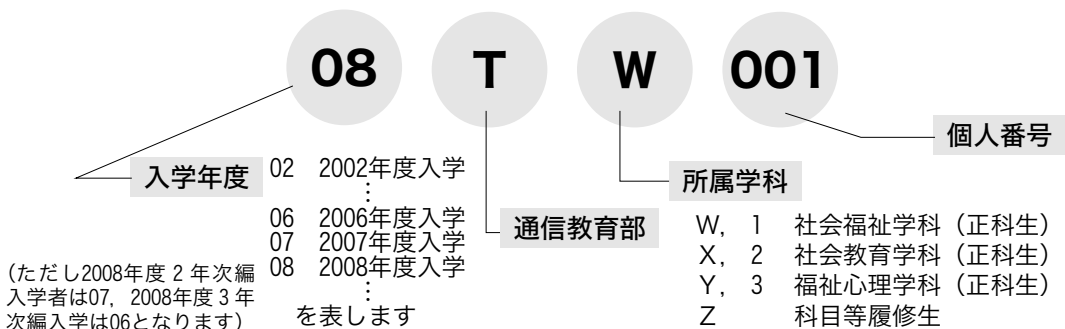 08 T W 001
個人番号
入学年度
02 2002年度入学
⋮
06 2006年度入学
07 2007年度入学
08 2008年度入学
⋮
を表します
(ただし2008年度 2 年次編
入学者は07, 2008年度 3 年
次編入学は06となります)
通信教育部
所属学科
W, 1 社会福祉学科（正科生）
X, 2 社会教育学科（正科生）
Y, 3 福祉心理学科（正科生）
Z 科目等履修生